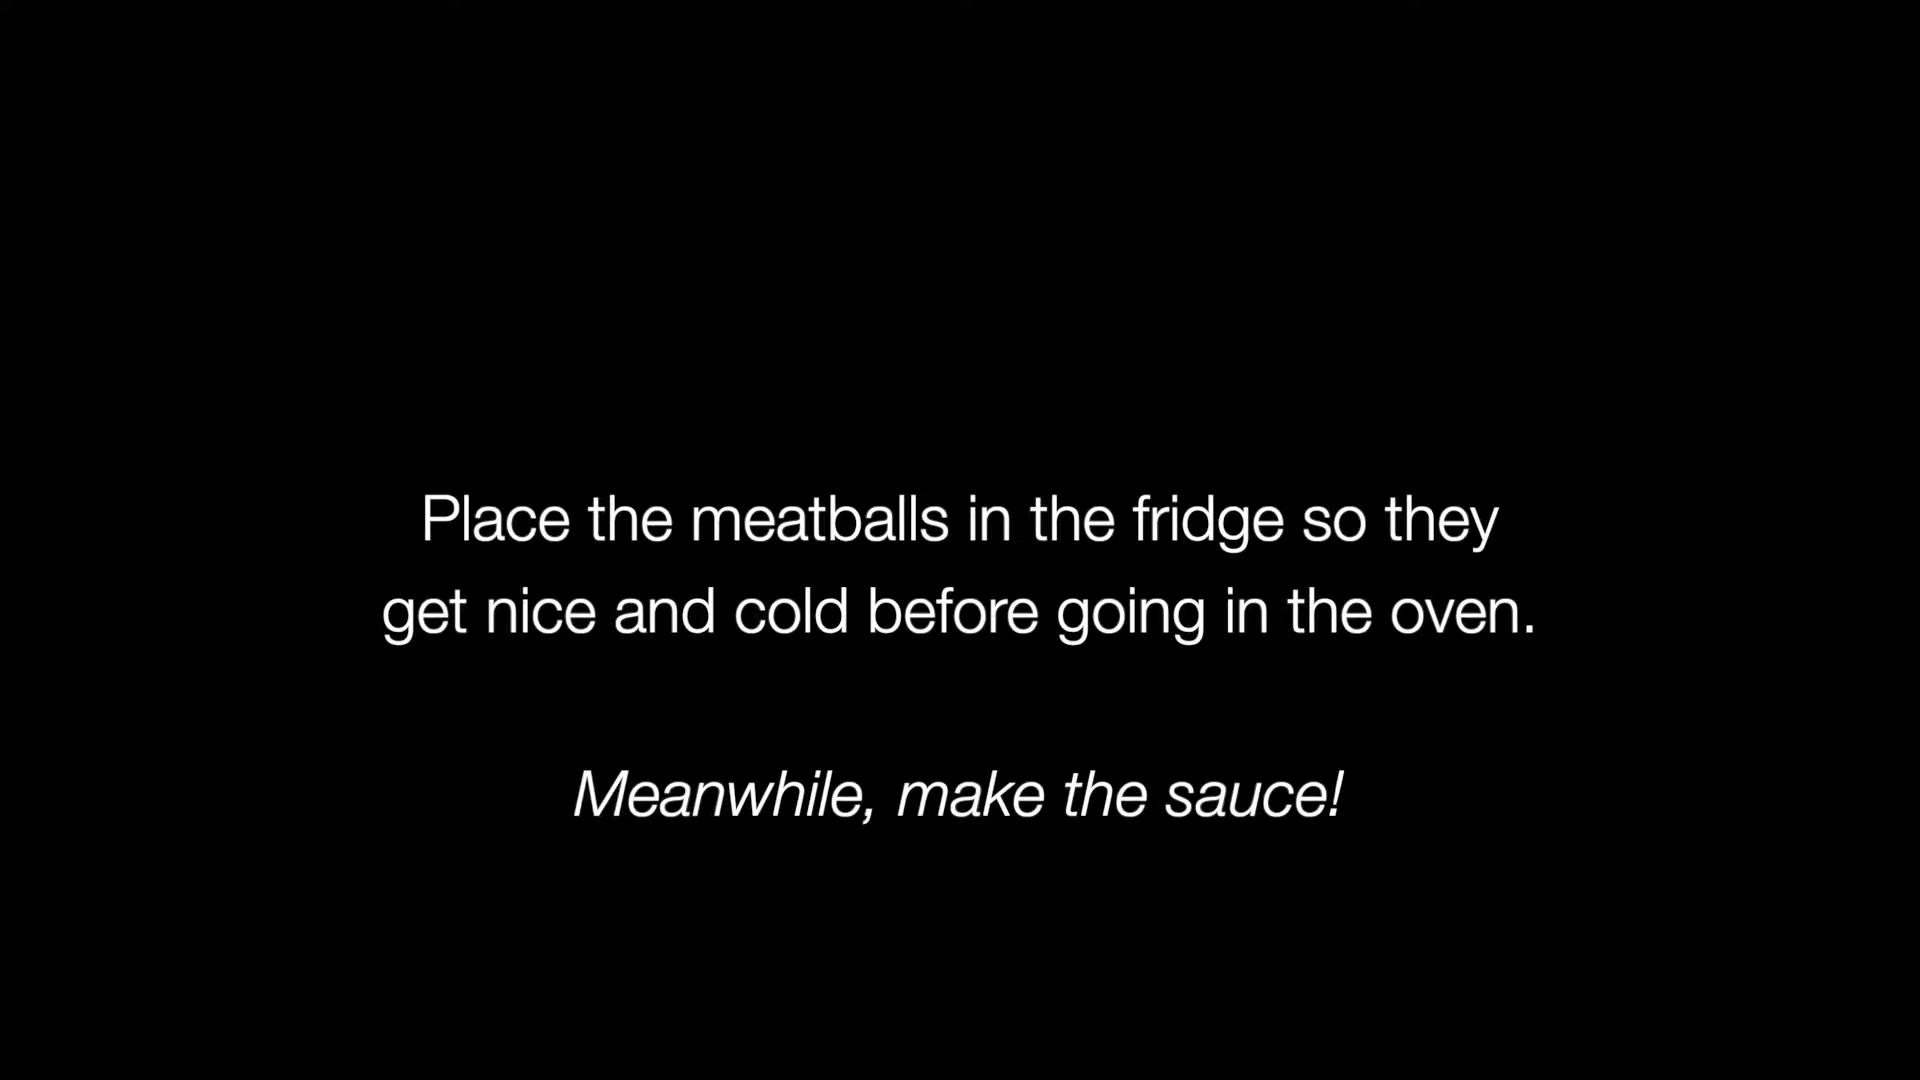 Place the meatballs in the fridge so they
get nice and cold before going in the oven.
Meanwhile, make the sauce!